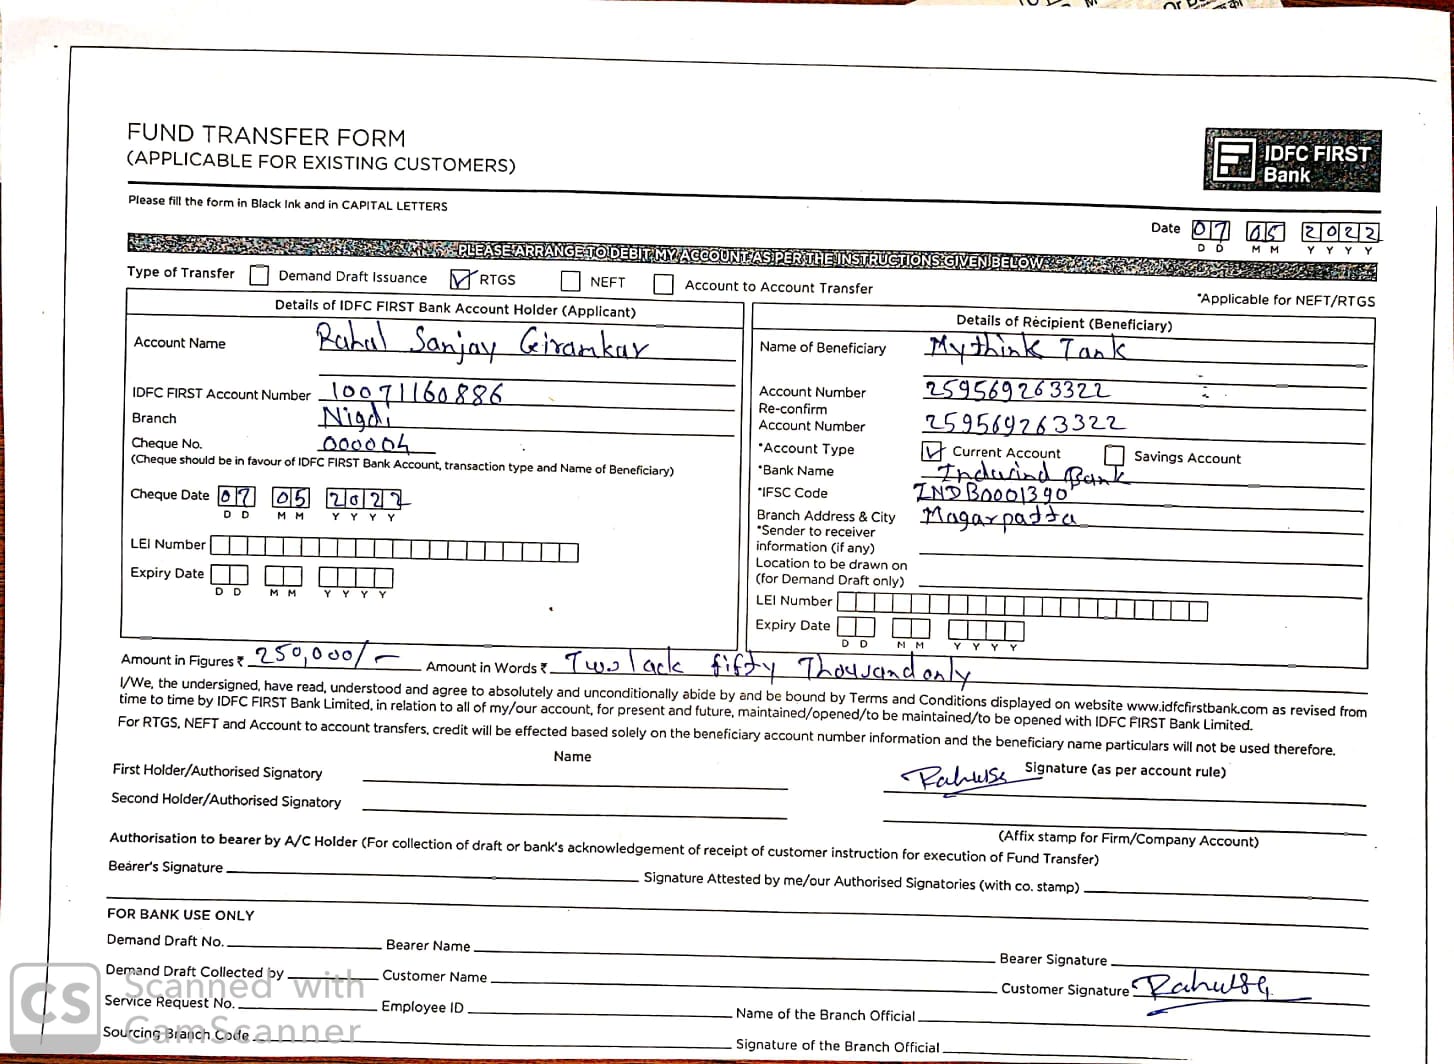 FUND TRANSFER FORM
(APPLICABLE FOR EXISTING CUSTOMERS)
IDFC FIRST
Bank
Please fill the form in Black Ink and in CAPITAL LETTERS
Date 07 05 2022
D D M M Y Y Y Y
PLEASE ARRANGE TO DEBIT MY ACCOUNT AS PER THE INSTRUCTIONS GIVEN BELOW
Type of Transfer Demand Draft Issuance RTGS NEFT Account to Account Transfer
*Applicable for NEFT/RTGS
Details of IDFC FIRST Bank Account Holder (Applicant)
Account Name Rahul Sanjay Giramkar
IDFC FIRST Account Number 10071160886
Branch Nigdi
Cheque No. 000004
(Cheque should be in favour of IDFC FIRST Bank Account, transaction type and Name of Beneficiary)
Cheque Date 07 05 2022
D D M M Y Y Y Y
LEI Number
Expiry Date
D D M M Y Y Y Y
Details of Recipient (Beneficiary)
Name of Beneficiary Mythink Tank
Account Number 259569263322
Re-confirm
Account Number 259569263322
*Account Type Current Account Savings Account
*Bank Name Indusind Bank
*IFSC Code INDB0001390
Branch Address & City Magarpatta
*Sender to receiver
information (if any)
Location to be drawn on
(for Demand Draft only)
LEI Number
Expiry Date
D D M M Y Y Y Y
Amount in Figures ₹ 250,000/- Amount in Words ₹ Two lack fifty Thousand only
I/We, the undersigned, have read, understood and agree to absolutely and unconditionally abide by and be bound by Terms and Conditions displayed on website www.idfcfirstbank.com as revised from
time to time by IDFC FIRST Bank Limited, in relation to all of my/our account, for present and future, maintained/opened/to be maintained/to be opened with IDFC FIRST Bank Limited.
For RTGS, NEFT and Account to account transfers, credit will be effected based solely on the beneficiary account number information and the beneficiary name particulars will not be used therefore.
Name
First Holder/Authorised Signatory Signature (as per account rule)
Second Holder/Authorised Signatory
(Affix stamp for Firm/Company Account)
Authorisation to bearer by A/C Holder (For collection of draft or bank's acknowledgement of receipt of customer instruction for execution of Fund Transfer)
Bearer's Signature Signature Attested by me/our Authorised Signatories (with co. stamp)
FOR BANK USE ONLY
Demand Draft No. Bearer Name Bearer Signature
Demand Draft Collected by Customer Name Customer Signature
Service Request No. Employee ID Name of the Branch Official
Sourcing Branch Code Signature of the Branch Official
CS Scanned with
CamScanner